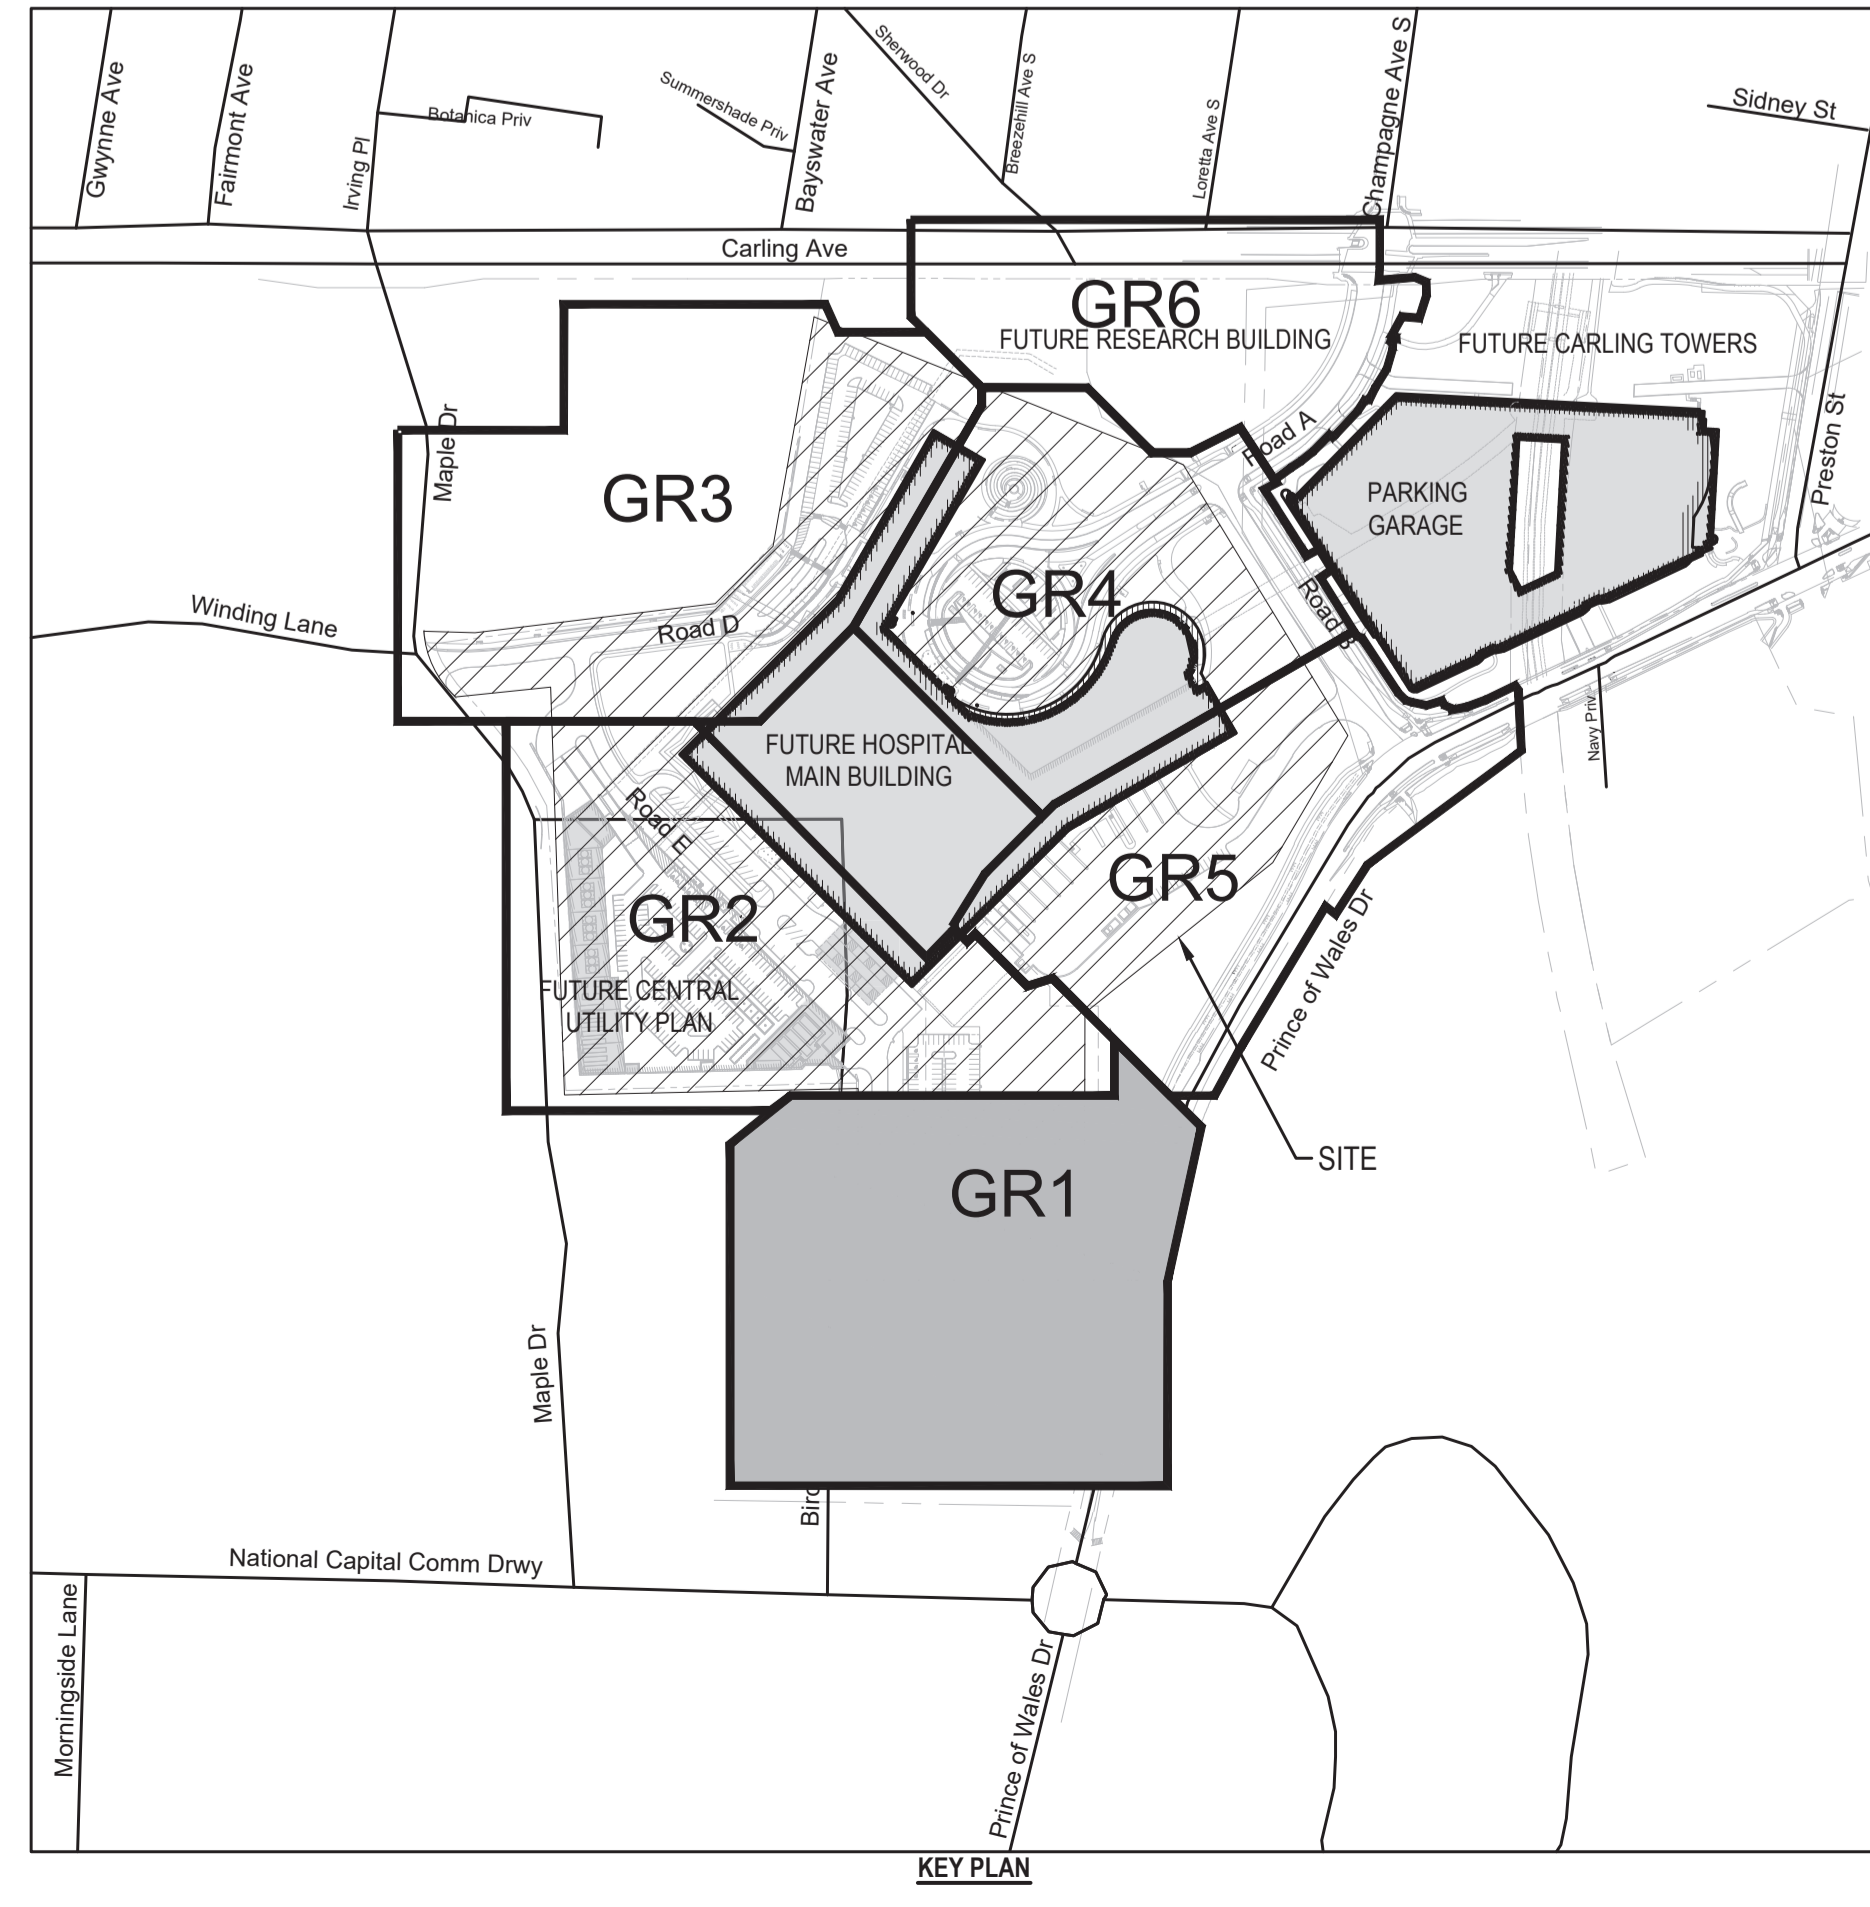 Gwynne Ave
Fairmont Ave
Irving Pl
Botanica Priv
Summershade Priv
Bayswater Ave
Sherwood Dr
Breezehill Ave S
Loretta Ave S
Champagne Ave S
Sidney St
Carling Ave
GR6
FUTURE RESEARCH BUILDING
FUTURE CARLING TOWERS
Maple Dr
GR3
Road A
PARKING
GARAGE
Preston St
GR4
Winding Lane
Road D
Road B
Navy Priv
FUTURE HOSPITAL
MAIN BUILDING
Road E
GR5
GR2
FUTURE CENTRAL
UTILITY PLAN
Prince of Wales Dr
SITE
GR1
Maple Dr
Birc
National Capital Comm Drwy
Morningside Lane
Prince of Wales Dr
KEY PLAN